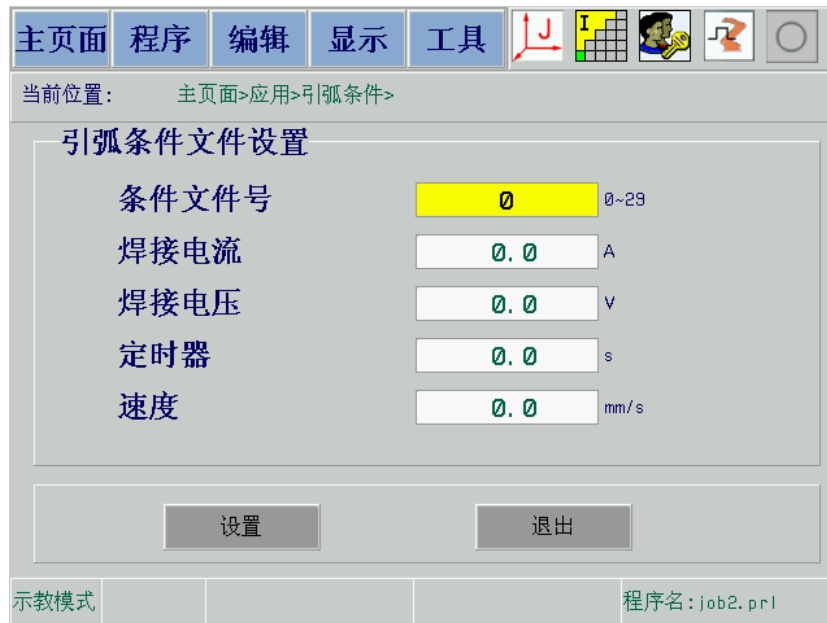 主页面 程序 编辑 显示 工具 J I
当前位置: 主页面>应用>引弧条件>
引弧条件文件设置
条件文件号 0 0~29
焊接电流 0.0 A
焊接电压 0.0 V
定时器 0.0 s
速度 0.0 mm/s
设置 退出
示教模式 程序名:job2.prl